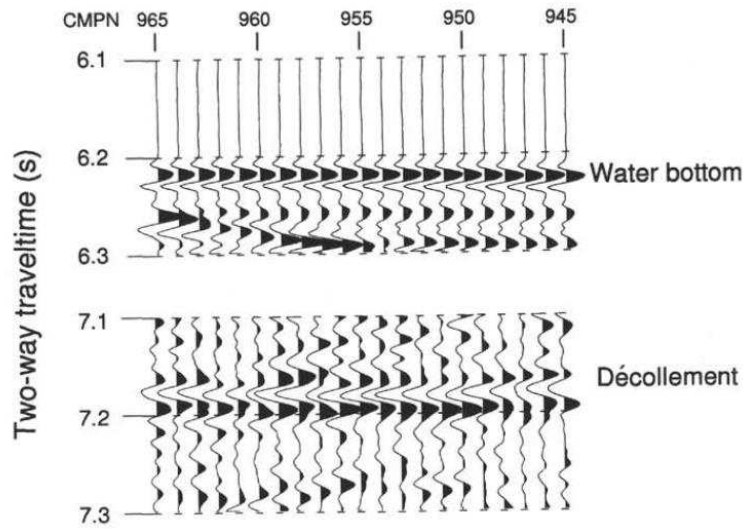 CMPN 965 960 955 950 945
6.1
6.2
Water bottom
6.3
Two-way traveltime (s)
7.1
Décollement
7.2
7.3